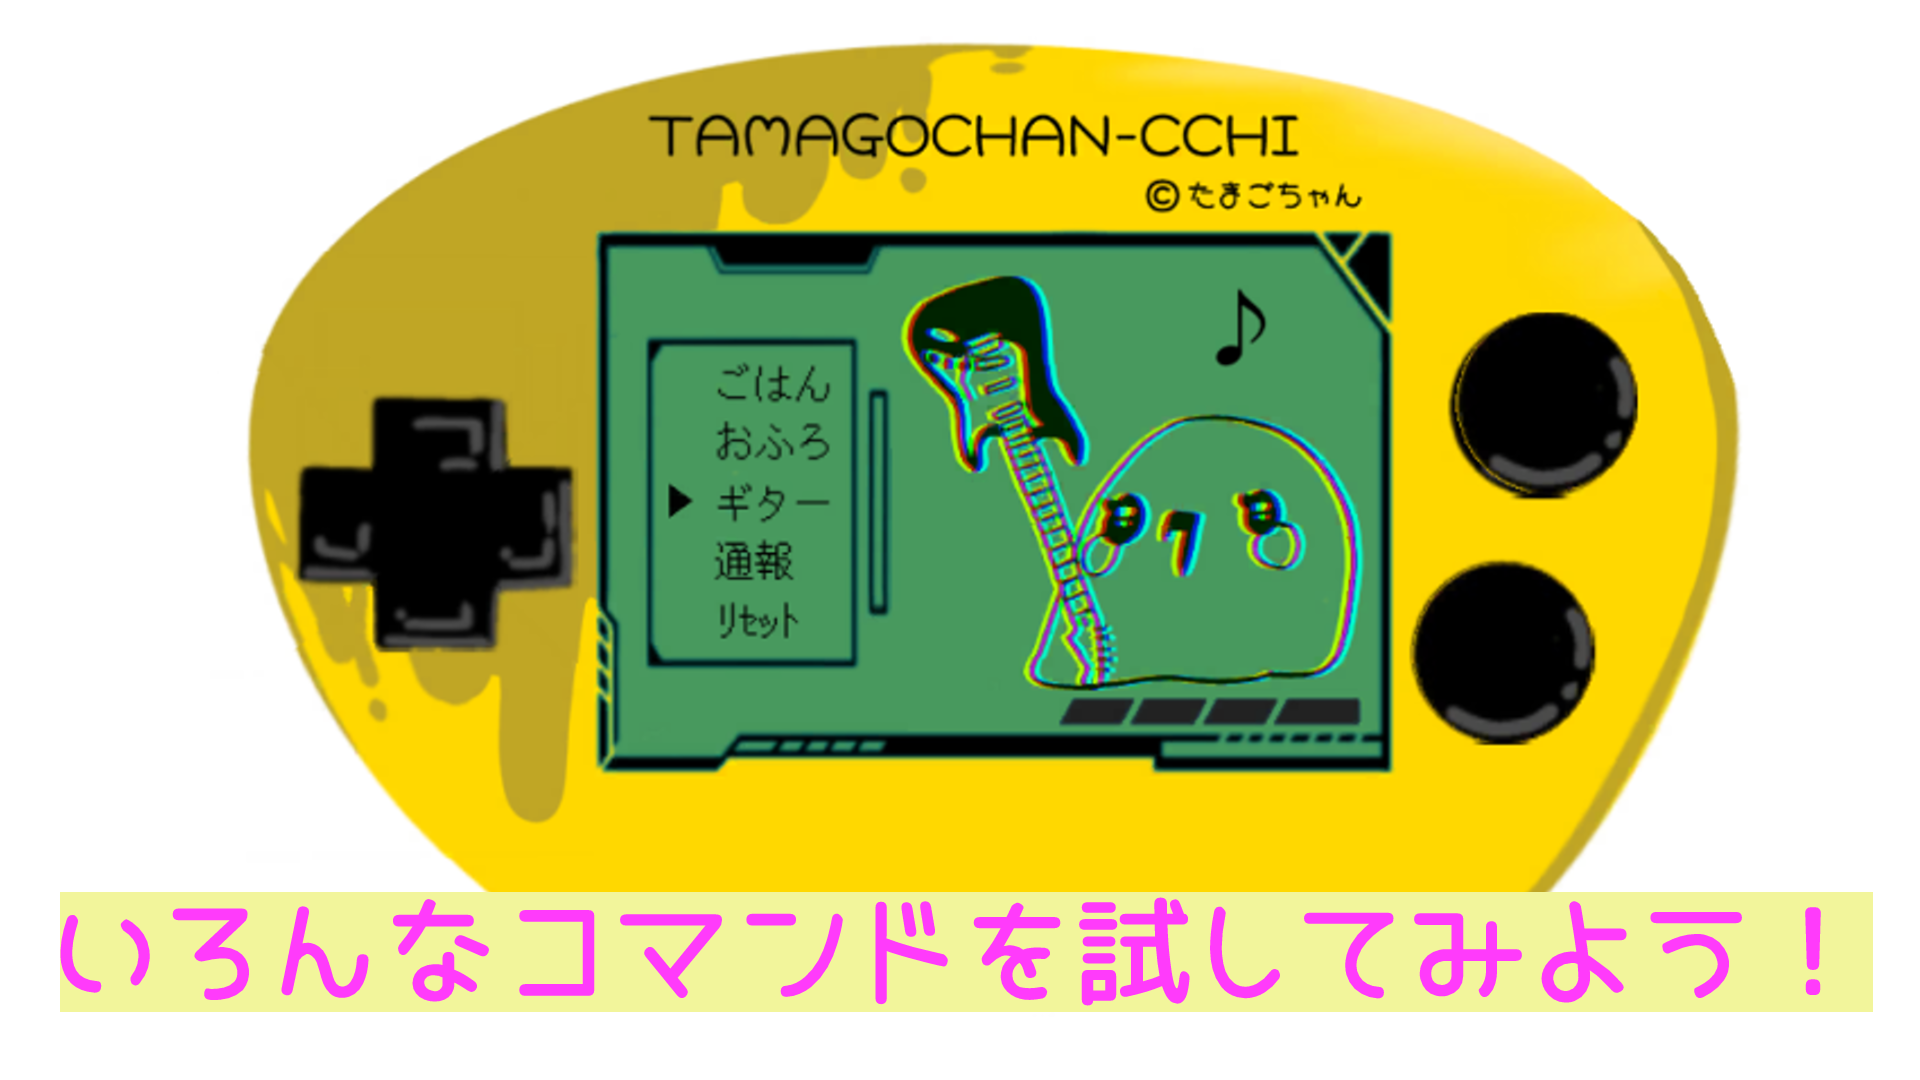 TAMAGOCHAN-CCHI
©たまごちゃん
ごはん
おふろ
▶ ギター
通報
リセット
いろんなコマンドを試してみよう！